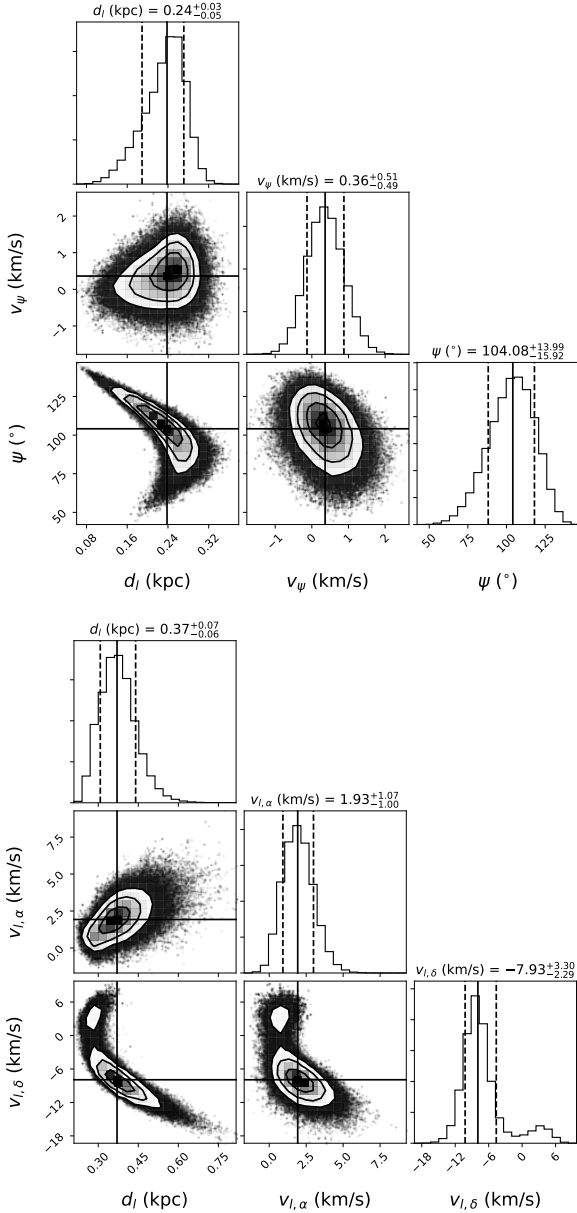 d_l (kpc) = 0.24^{+0.03}_{-0.05}
v_ψ (km/s) = 0.36^{+0.51}_{-0.49}
2
1
0
−1
v_ψ (km/s)
ψ (°) = 104.08^{+13.99}_{-15.92}
125
100
75
50
ψ (°)
0.08 0.16 0.24 0.32
−1 0 1 2
50 75 100 125
d_l (kpc) v_ψ (km/s) ψ (°)
d_l (kpc) = 0.37^{+0.07}_{-0.06}
v_{l,α} (km/s) = 1.93^{+1.07}_{-1.00}
7.5
5.0
2.5
0.0
v_{l,α} (km/s)
v_{l,δ} (km/s) = −7.93^{+3.30}_{-2.29}
6
0
−6
−12
−18
v_{l,δ} (km/s)
0.30 0.45 0.60 0.75
0.0 2.5 5.0 7.5
−18 −12 −6 0 6
d_l (kpc) v_{l,α} (km/s) v_{l,δ} (km/s)